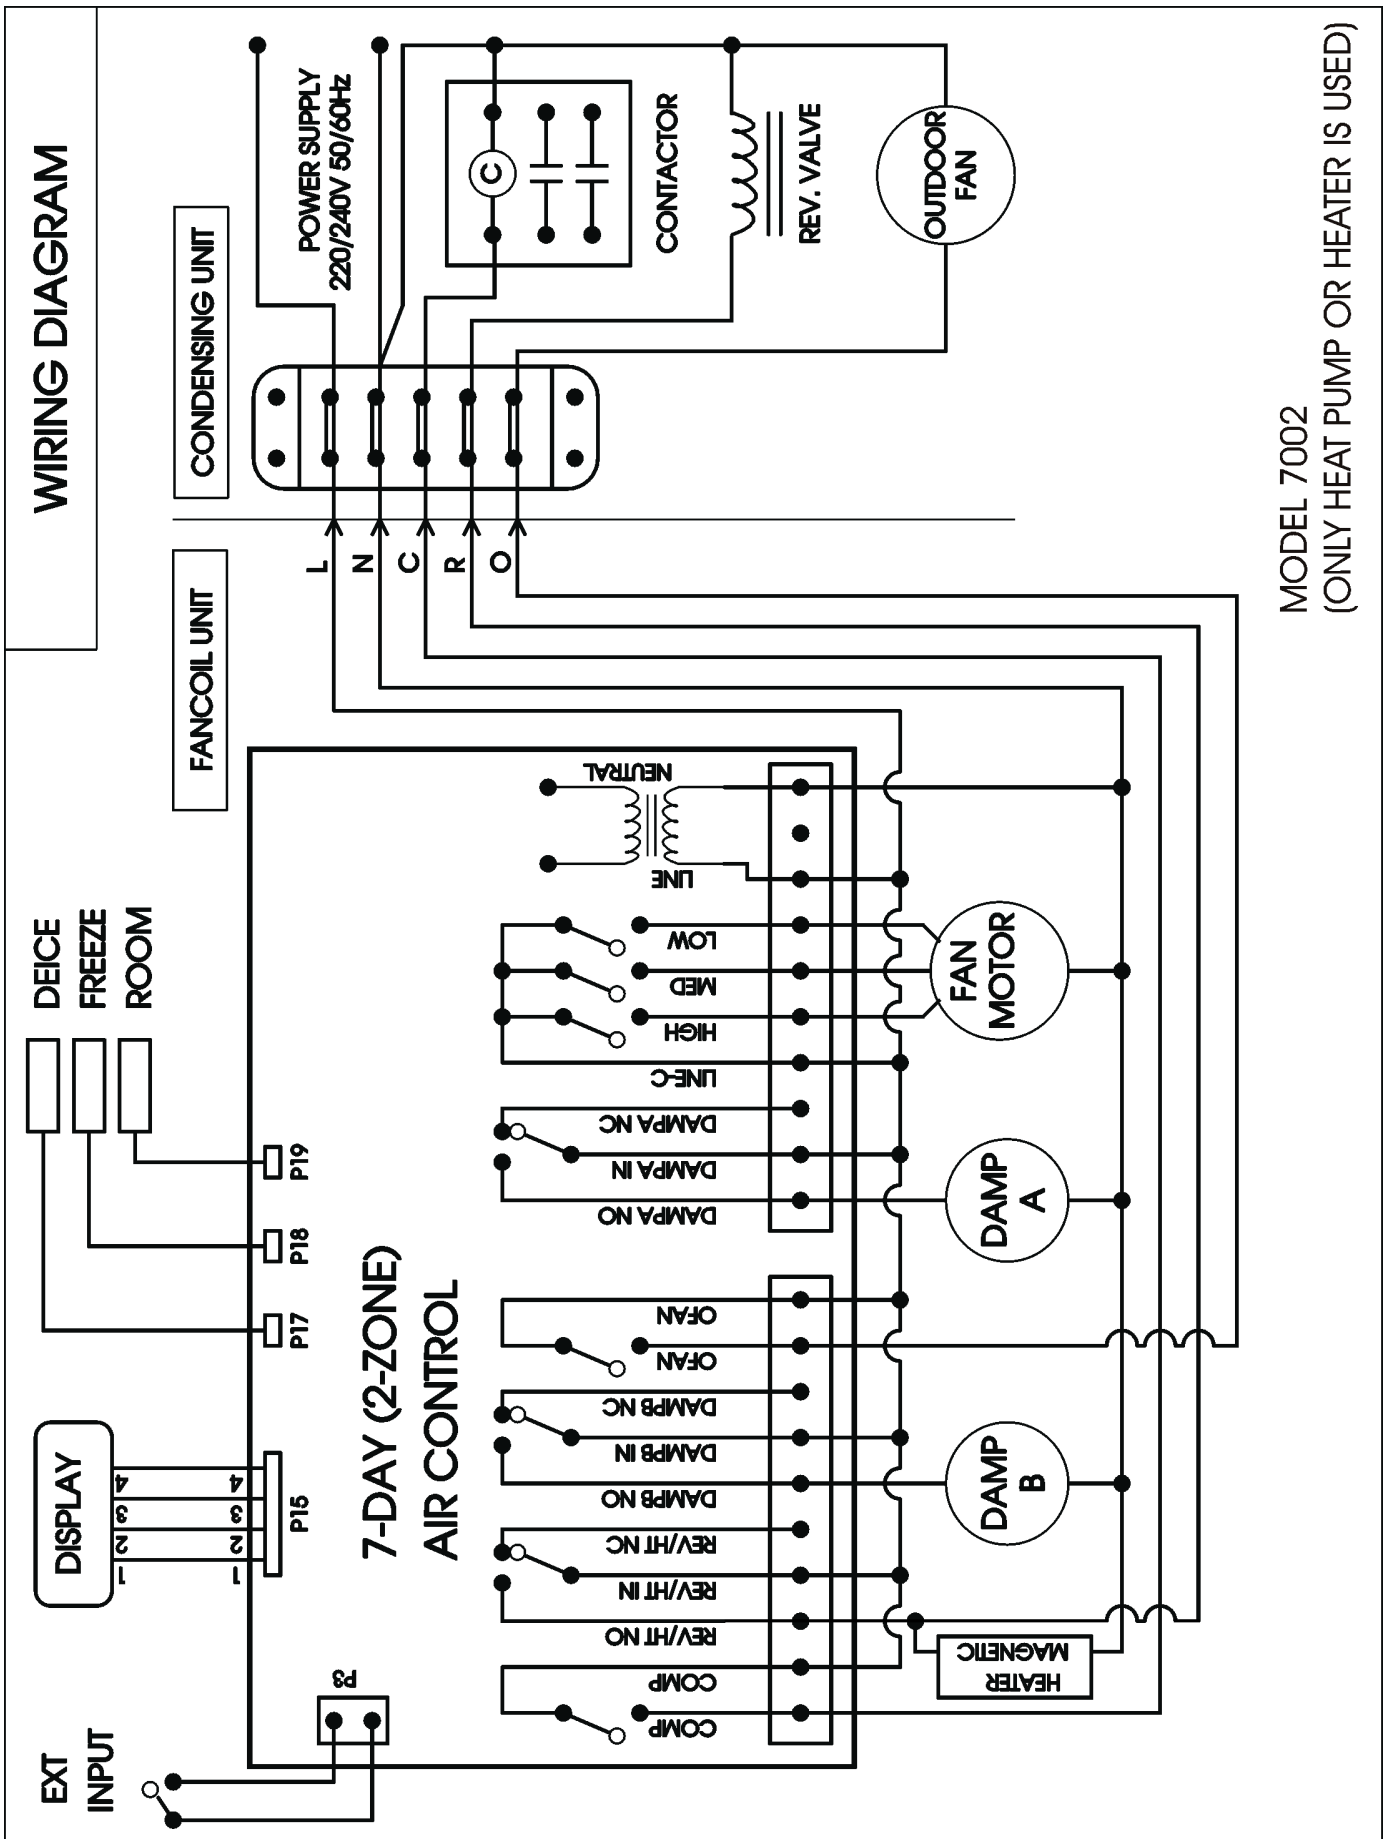 WIRING DIAGRAM
FANCOIL UNIT
CONDENSING UNIT
EXT
INPUT
DISPLAY
1
2
3
4
1
2
3
4
P15
DEICE
FREEZE
ROOM
P17
P18
P19
P3
7-DAY (2-ZONE)
AIR CONTROL
COMP
COMP
REV/HT NO
REV/HT IN
REV/HT NC
DAMPB NO
DAMPB IN
DAMPB NC
OFAN
OFAN
DAMPA NO
DAMPA IN
DAMPA NC
LINE-C
HIGH
MED
LOW
LINE
NEUTRAL
HEATER
MAGNETIC
DAMP
B
DAMP
A
FAN
MOTOR
L
N
C
R
O
POWER SUPPLY
220/240V 50/60Hz
C
CONTACTOR
REV. VALVE
OUTDOOR
FAN
MODEL 7002
(ONLY HEAT PUMP OR HEATER IS USED)